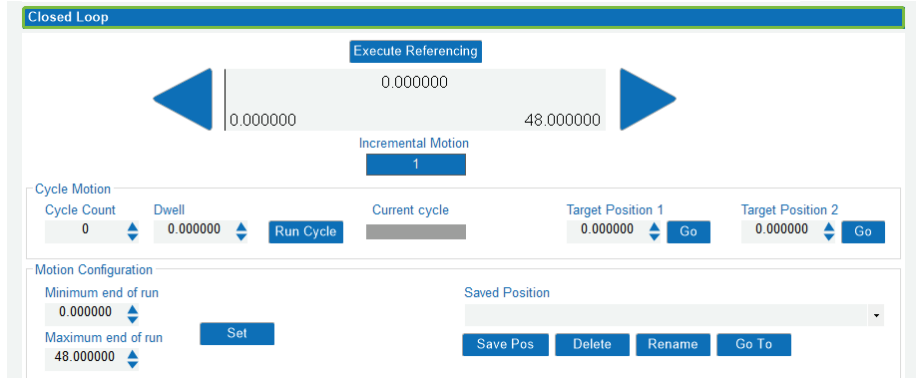 Closed Loop
Execute Referencing
0.000000
0.000000 48.000000
Incremental Motion
1
Cycle Motion
Cycle Count Dwell Current cycle Target Position 1 Target Position 2
0 0.000000 Run Cycle 0.000000 Go 0.000000 Go
Motion Configuration
Minimum end of run Saved Position
0.000000
Set
Maximum end of run Save Pos Delete Rename Go To
48.000000